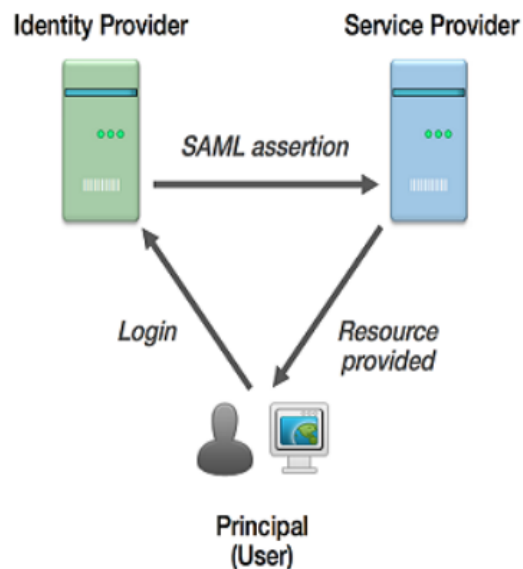 Identity Provider
Service Provider
SAML assertion
Login
Resource
provided
Principal
(User)